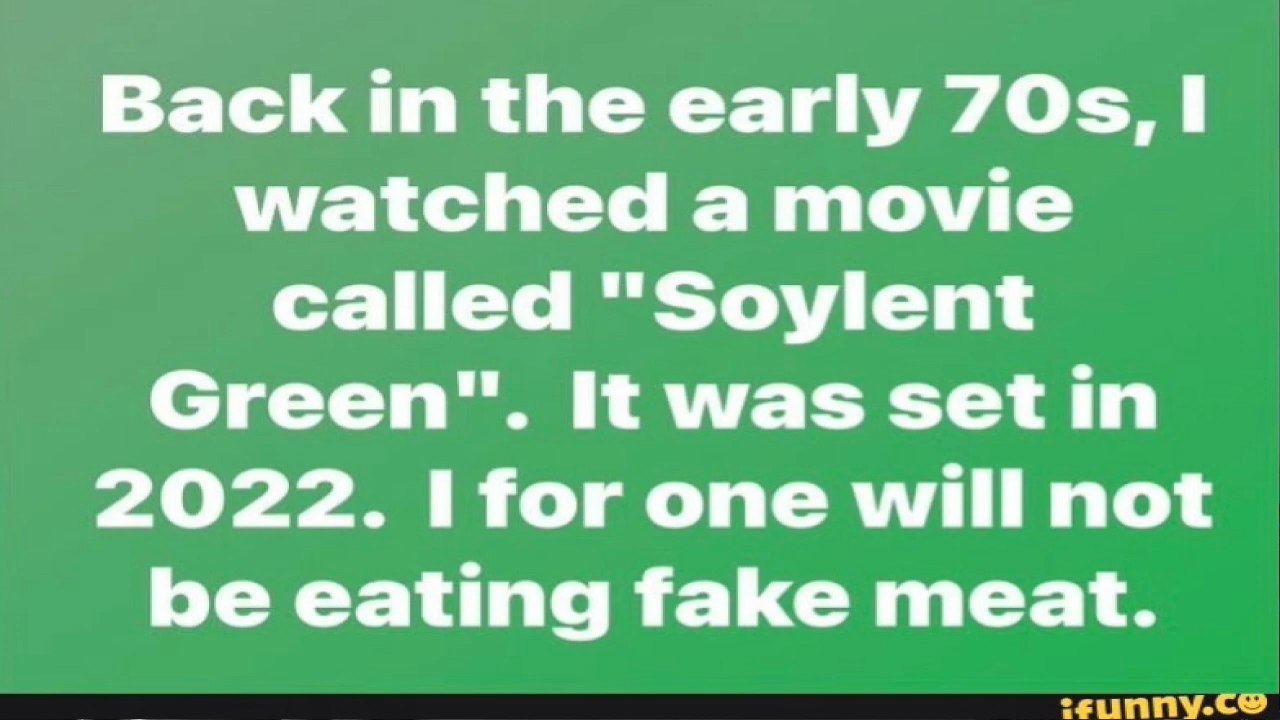 Back in the early 70s, I
watched a movie
called "Soylent
Green". It was set in
2022. I for one will not
be eating fake meat.
ifunny.co